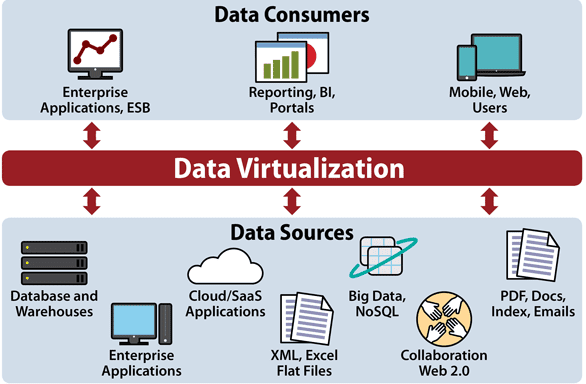 Data Consumers
Enterprise
Applications, ESB
Reporting, BI,
Portals
Mobile, Web,
Users
Data Virtualization
Data Sources
Database and
Warehouses
Enterprise
Applications
Cloud/SaaS
Applications
XML, Excel
Flat Files
Big Data,
NoSQL
Collaboration
Web 2.0
PDF, Docs,
Index, Emails